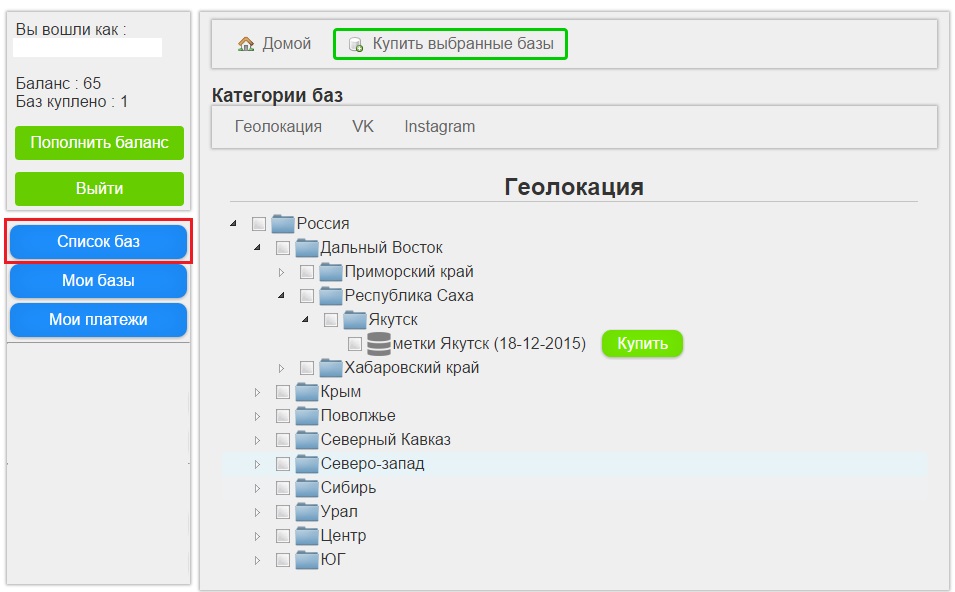 Вы вошли как :
Баланс : 65
Баз куплено : 1
Пополнить баланс
Выйти
Список баз
Мои базы
Мои платежи
Домой
Купить выбранные базы
Категории баз
Геолокация VK Instagram
Геолокация
Россия
Дальный Восток
Приморский край
Республика Саха
Якутск
метки Якутск (18-12-2015) Купить
Хабаровский край
Крым
Поволжье
Северный Кавказ
Северо-запад
Сибирь
Урал
Центр
ЮГ